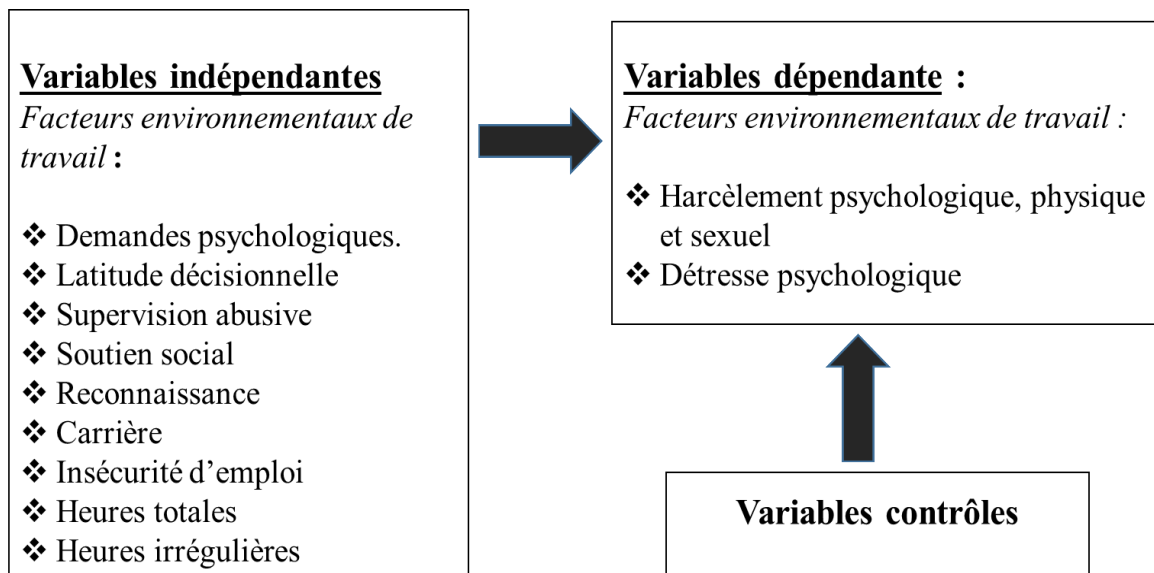 Variables indépendantes
Facteurs environnementaux de
travail :
❖ Demandes psychologiques.
❖ Latitude décisionnelle
❖ Supervision abusive
❖ Soutien social
❖ Reconnaissance
❖ Carrière
❖ Insécurité d’emploi
❖ Heures totales
❖ Heures irrégulières
Variables dépendante :
Facteurs environnementaux de travail :
❖ Harcèlement psychologique, physique
et sexuel
❖ Détresse psychologique
Variables contrôles